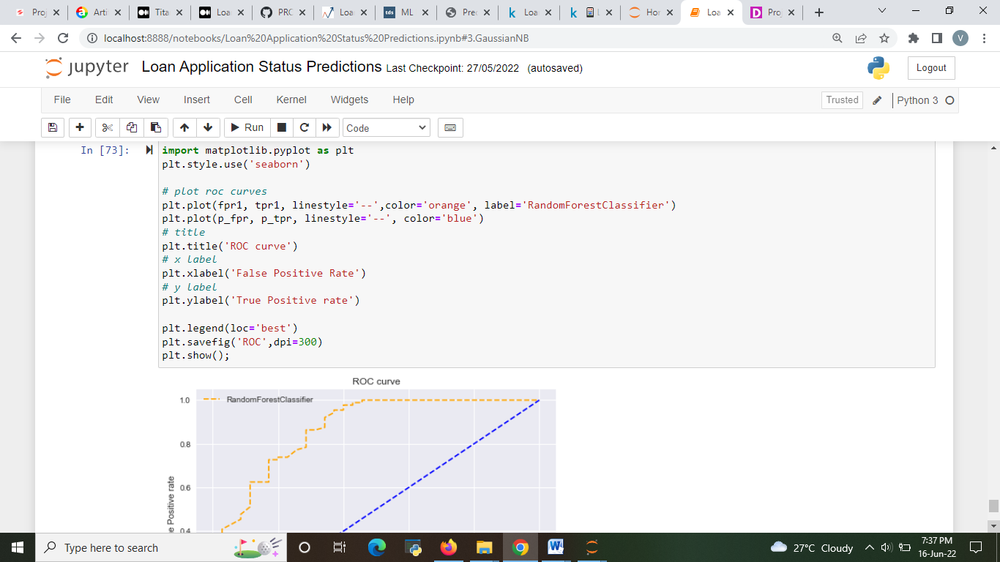 Proj
Arti
Tita
Loa
PRC
Loa
tds ML
Prec
k Loa
k L
Hor
Loa
D Pro
localhost:8888/notebooks/Loan%20Application%20Status%20Predictions.ipynb#3.GaussianNB
V
jupyter Loan Application Status Predictions Last Checkpoint: 27/05/2022 (autosaved)
Logout
File Edit View Insert Cell Kernel Widgets Help
Trusted Python 3
Run Code
In [73]: import matplotlib.pyplot as plt
plt.style.use('seaborn')
# plot roc curves
plt.plot(fpr1, tpr1, linestyle='--',color='orange', label='RandomForestClassifier')
plt.plot(p_fpr, p_tpr, linestyle='--', color='blue')
# title
plt.title('ROC curve')
# x label
plt.xlabel('False Positive Rate')
# y label
plt.ylabel('True Positive rate')
plt.legend(loc='best')
plt.savefig('ROC',dpi=300)
plt.show();
ROC curve
RandomForestClassifier
1.0
0.8
0.6
0.4
e Positive rate
Type here to search
27°C Cloudy
7:37 PM
16-Jun-22